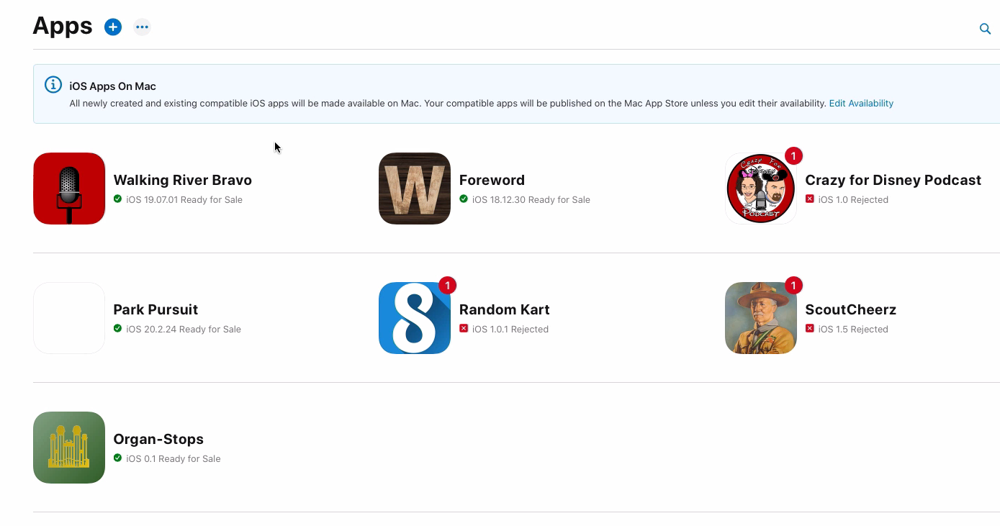 Apps
iOS Apps On Mac
All newly created and existing compatible iOS apps will be made available on Mac. Your compatible apps will be published on the Mac App Store unless you edit their availability. Edit Availability
Walking River Bravo
iOS 19.07.01 Ready for Sale
W
Foreword
iOS 18.12.30 Ready for Sale
1
Crazy For
Disney
Podcast
Crazy for Disney Podcast
iOS 1.0 Rejected
Park Pursuit
iOS 20.2.24 Ready for Sale
8
1
Random Kart
iOS 1.0.1 Rejected
1
ScoutCheerz
iOS 1.5 Rejected
Organ-Stops
iOS 0.1 Ready for Sale